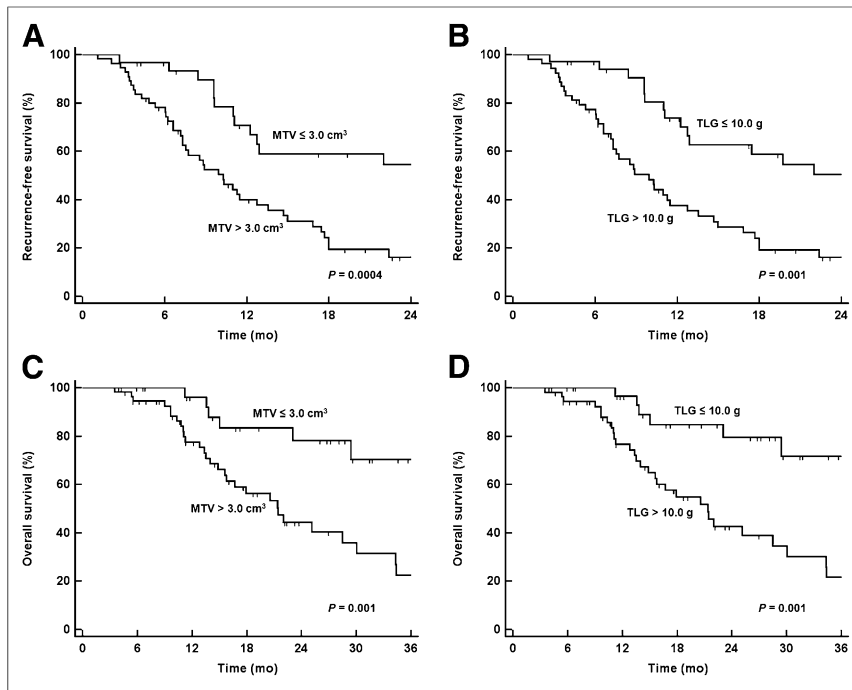 A
Recurrence-free survival (%)
100
80
60
40
20
0
MTV ≤ 3.0 cm³
MTV > 3.0 cm³
P = 0.0004
0 6 12 18 24
Time (mo)
B
Recurrence-free survival (%)
100
80
60
40
20
0
TLG ≤ 10.0 g
TLG > 10.0 g
P = 0.001
0 6 12 18 24
Time (mo)
C
Overall survival (%)
100
80
60
40
20
0
MTV ≤ 3.0 cm³
MTV > 3.0 cm³
P = 0.001
0 6 12 18 24 30 36
Time (mo)
D
Overall survival (%)
100
80
60
40
20
0
TLG ≤ 10.0 g
TLG > 10.0 g
P = 0.001
0 6 12 18 24 30 36
Time (mo)